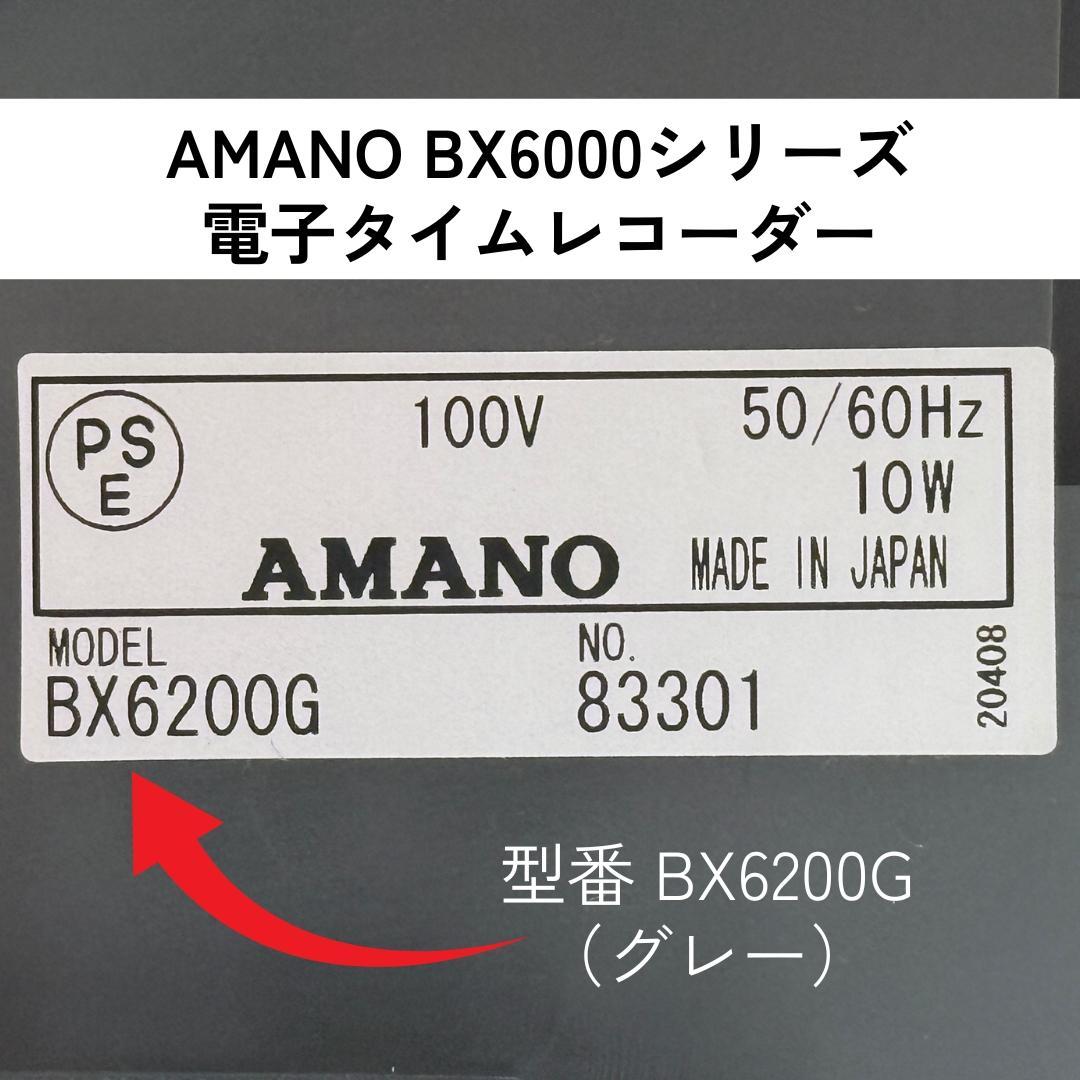 AMANO BX6000シリーズ
電子タイムレコーダー
PS
E
100V
50/60Hz
10W
AMANO
MADE IN JAPAN
MODEL
NO.
BX6200G
83301
20408
型番 BX6200G
（グレー）